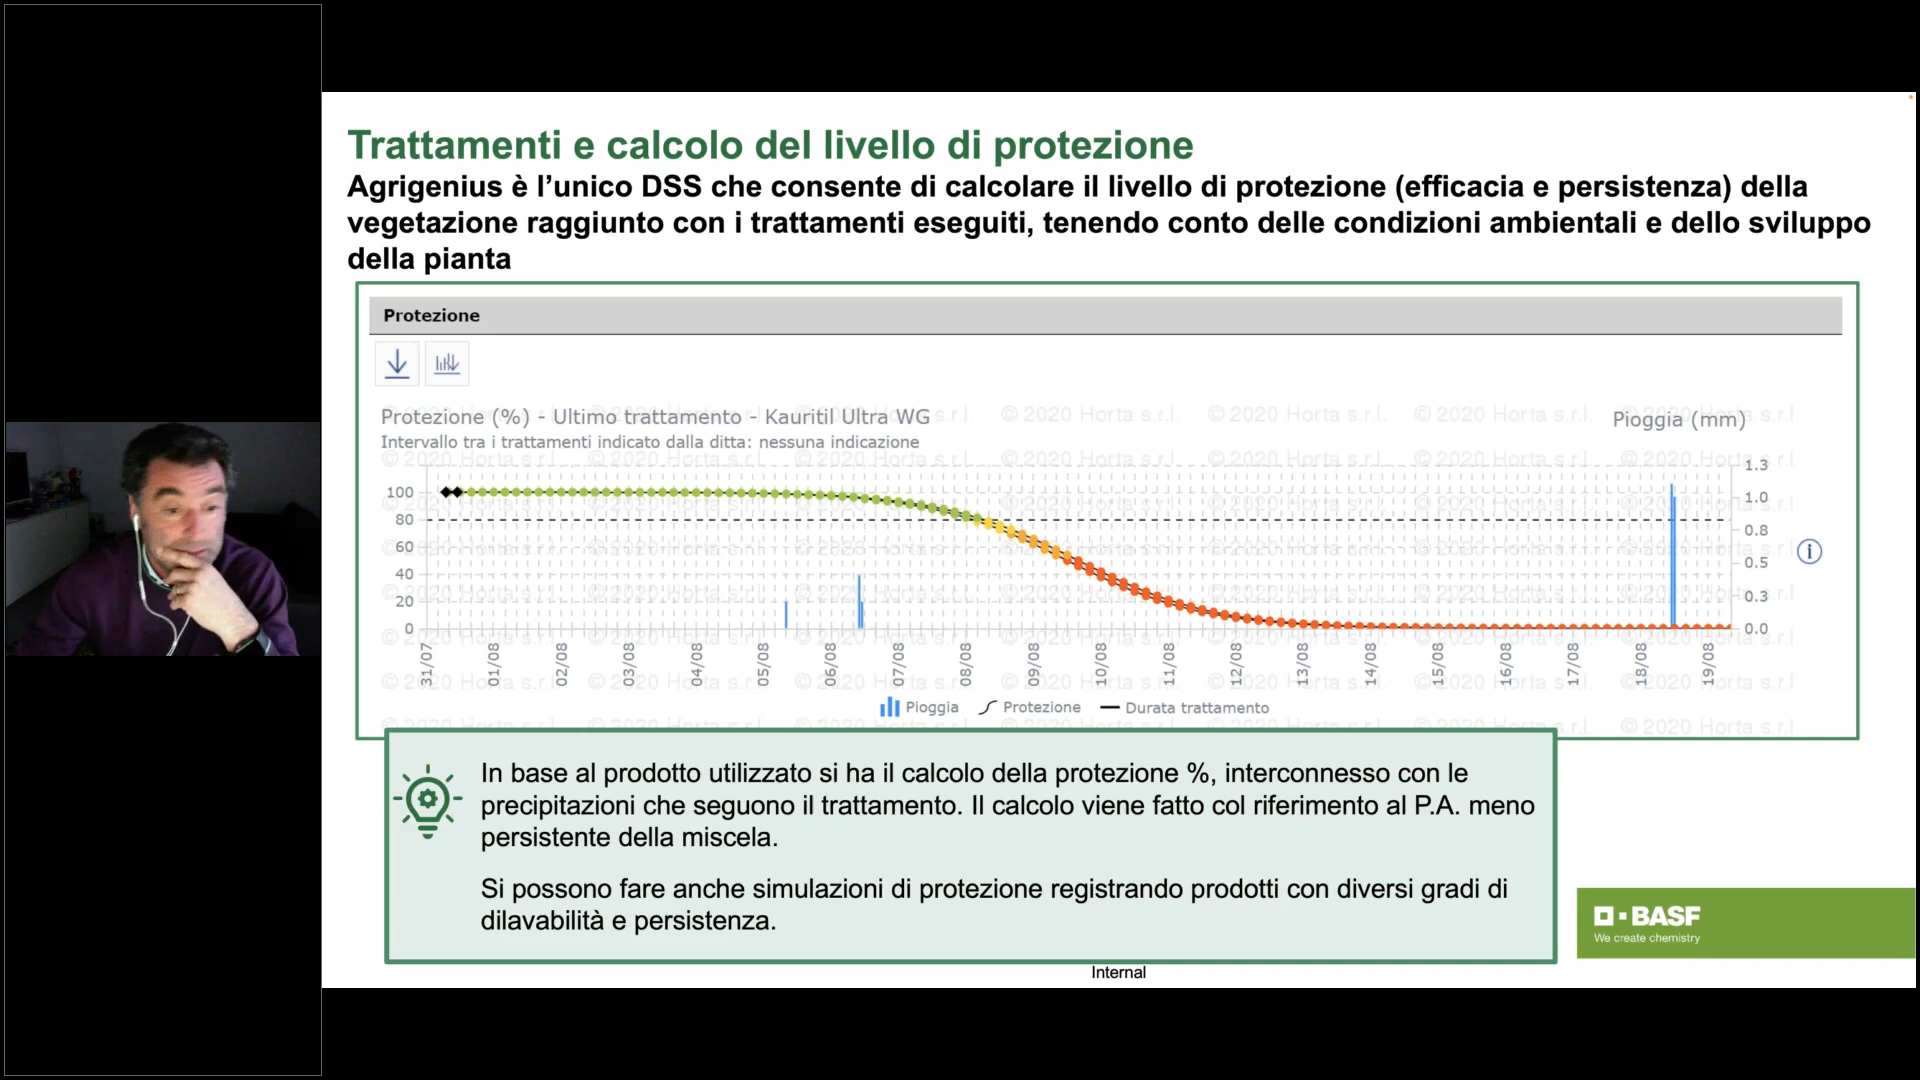 Trattamenti e calcolo del livello di protezione
Agrigenius è l’unico DSS che consente di calcolare il livello di protezione (efficacia e persistenza) della
vegetazione raggiunto con i trattamenti eseguiti, tenendo conto delle condizioni ambientali e dello sviluppo
della pianta
Protezione
Protezione (%) - Ultimo trattamento - Kauritil Ultra WG
Pioggia (mm)
Intervallo tra i trattamenti indicato dalla ditta: nessuna indicazione
© 2020 Horta s.r.l.
100
80
60
40
20
0
1.3
1.0
0.8
0.5
0.3
0.0
i
31/07 01/08 02/08 03/08 04/08 05/08 06/08 07/08 08/08 09/08 10/08 11/08 12/08 13/08 14/08 15/08 16/08 17/08 18/08 19/08
Pioggia Protezione Durata trattamento
In base al prodotto utilizzato si ha il calcolo della protezione %, interconnesso con le
precipitazioni che seguono il trattamento. Il calcolo viene fatto col riferimento al P.A. meno
persistente della miscela.
Si possono fare anche simulazioni di protezione registrando prodotti con diversi gradi di
dilavabilità e persistenza.
BASF
We create chemistry
Internal